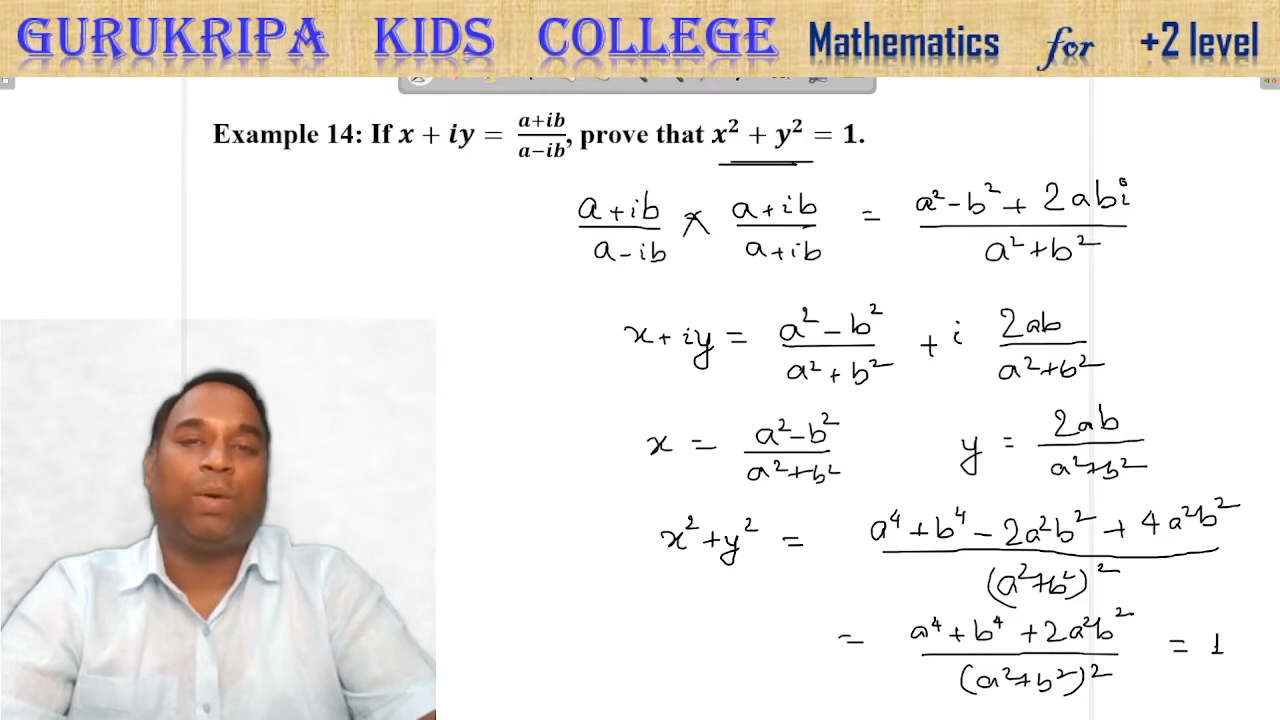 GURUKRIPA KIDS COLLEGE Mathematics for +2 level
Example 14: If x + iy = (a+ib)/(a−ib), prove that x² + y² = 1.
(a+ib)/(a−ib) × (a+ib)/(a+ib) = (a²−b²+2abi)/(a²+b²)
x+iy = (a²−b²)/(a²+b²) + i 2ab/(a²+b²)
x = (a²−b²)/(a²+b²) y = 2ab/(a²+b²)
x²+y² = (a⁴+b⁴−2a²b²+4a²b²)/(a²+b²)²
= (a⁴+b⁴+2a²b²)/(a²+b²)² = 1